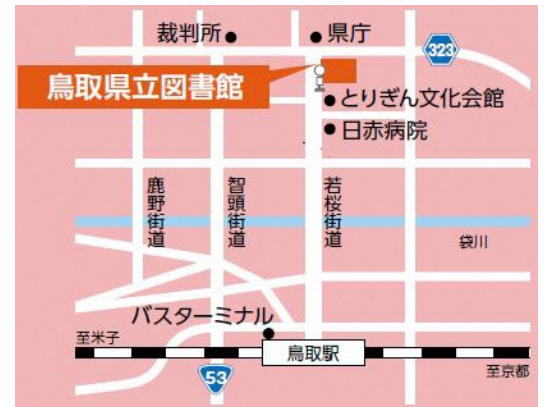 裁判所
県庁
323
鳥取県立図書館
とりぎん文化会館
日赤病院
鹿野街道
智頭街道
若桜街道
袋川
バスターミナル
至米子
鳥取駅
至京都
53